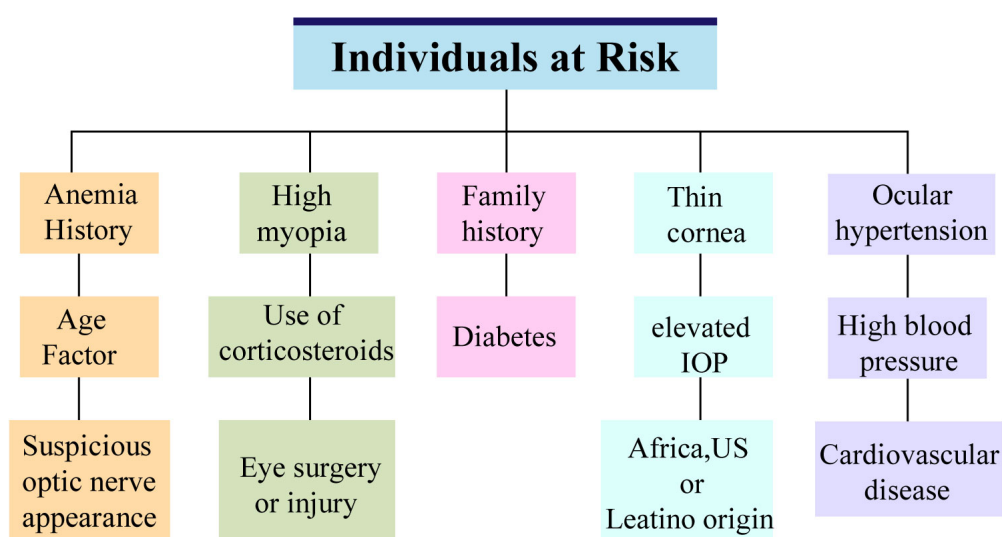 Individuals at Risk
Anemia
History
High
myopia
Family
history
Thin
cornea
Ocular
hypertension
Age
Factor
Use of
corticosteroids
Diabetes
elevated
IOP
High blood
pressure
Suspicious
optic nerve
appearance
Eye surgery
or injury
Africa,US
or
Leatino origin
Cardiovascular
disease